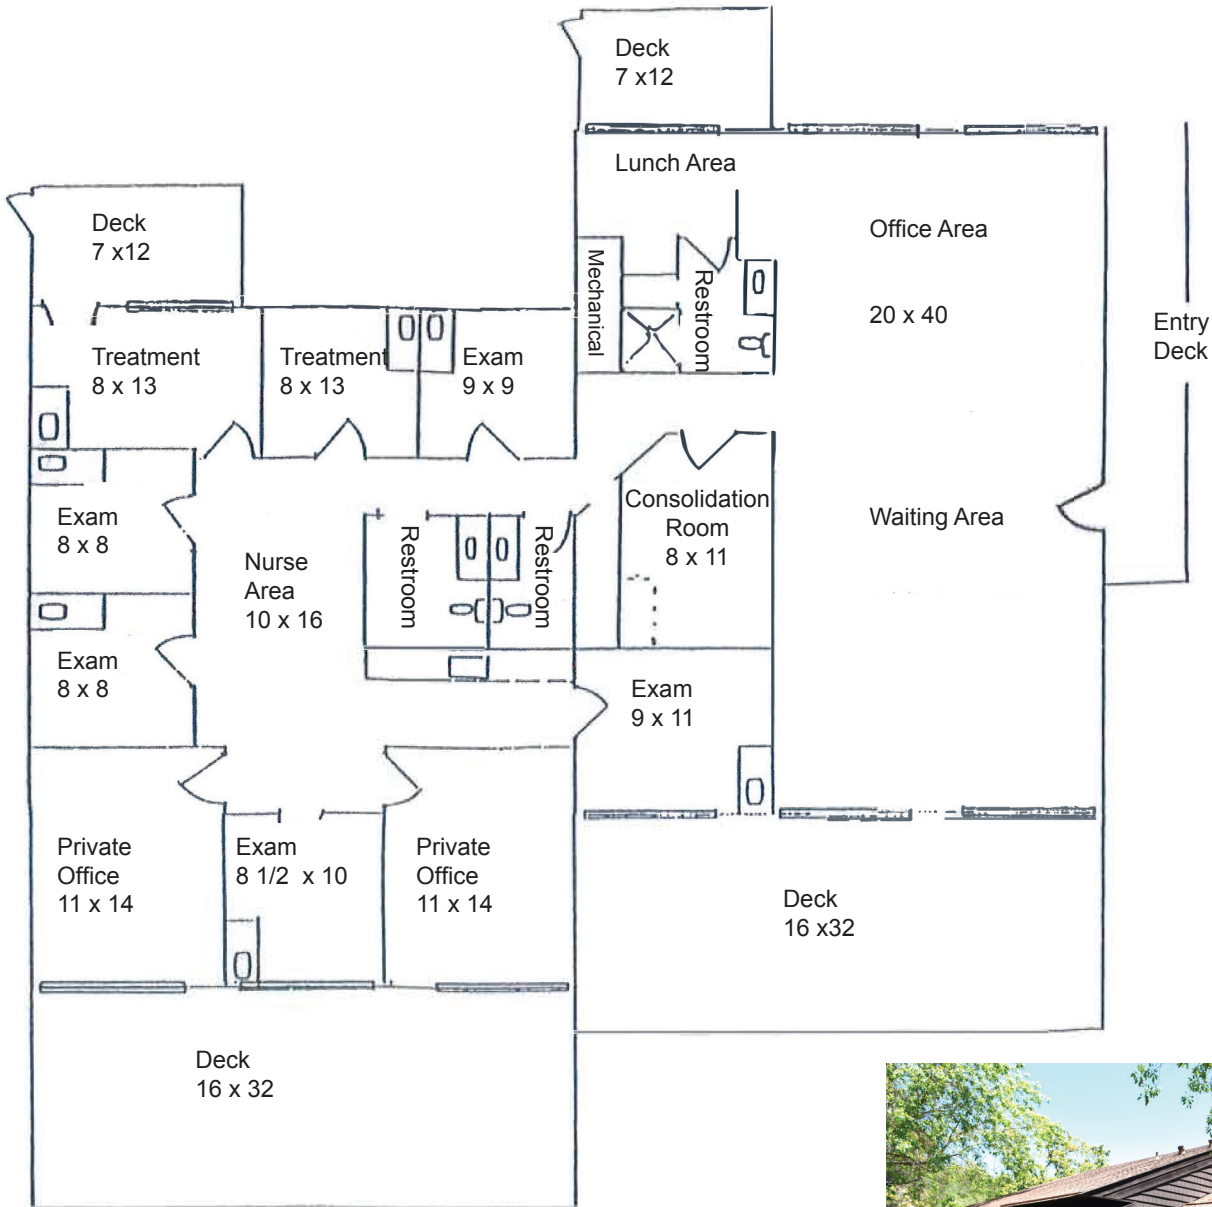 Deck
7 x12
Lunch Area
Deck
7 x12
Office Area
20 x 40
Mechanical
Restroom
Entry
Deck
Treatment
8 x 13
Treatment
8 x 13
Exam
9 x 9
Exam
8 x 8
Nurse
Area
10 x 16
Restroom
Restroom
Consolidation
Room
8 x 11
Waiting Area
Exam
8 x 8
Exam
9 x 11
Private
Office
11 x 14
Exam
8 1/2 x 10
Private
Office
11 x 14
Deck
16 x32
Deck
16 x 32